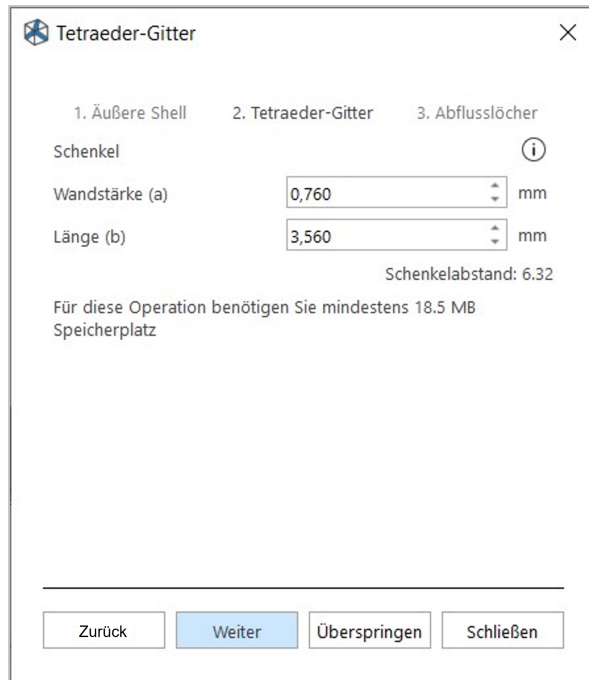 Tetraeder-Gitter
1. Äußere Shell 2. Tetraeder-Gitter 3. Abflusslöcher
Schenkel
Wandstärke (a) 0,760 mm
Länge (b) 3,560 mm
Schenkelabstand: 6.32
Für diese Operation benötigen Sie mindestens 18.5 MB
Speicherplatz
Zurück Weiter Überspringen Schließen